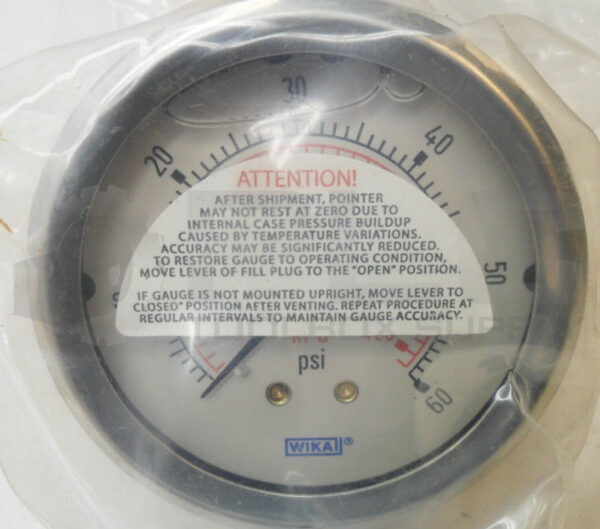 30
20
40
ATTENTION!
AFTER SHIPMENT, POINTER
MAY NOT REST AT ZERO DUE TO
INTERNAL CASE PRESSURE BUILDUP
CAUSED BY TEMPERATURE VARIATIONS.
ACCURACY MAY BE SIGNIFICANTLY REDUCED.
TO RESTORE GAUGE TO OPERATING CONDITION,
MOVE LEVER OF FILL PLUG TO THE "OPEN" POSITION.
50
IF GAUGE IS NOT MOUNTED UPRIGHT, MOVE LEVER TO
CLOSED" POSITION AFTER VENTING. REPEAT PROCEDURE AT
REGULAR INTERVALS TO MAINTAIN GAUGE ACCURACY.
psi
60
WIKAI®